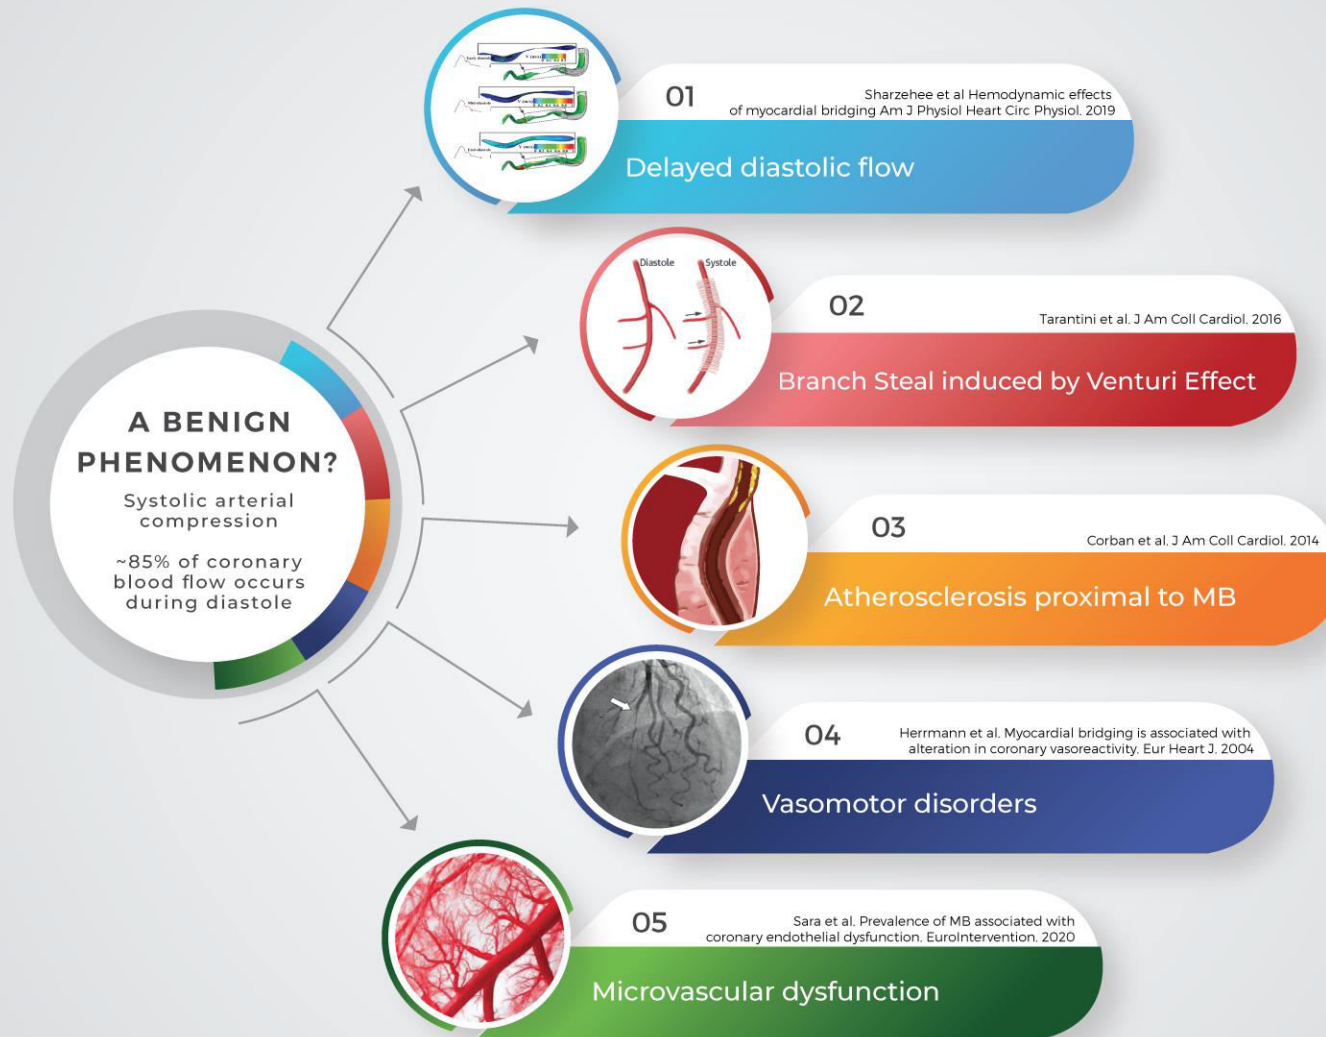 A BENIGN
PHENOMENON?
Systolic arterial
compression
~85% of coronary
blood flow occurs
during diastole
01
Sharzehee et al Hemodynamic effects
of myocardial bridging Am J Physiol Heart Circ Physiol. 2019
Delayed diastolic flow
Diastole
Systole
02
Tarantini et al. J Am Coll Cardiol. 2016
Branch Steal induced by Venturi Effect
03
Corban et al. J Am Coll Cardiol. 2014
Atherosclerosis proximal to MB
04
Herrmann et al. Myocardial bridging is associated with
alteration in coronary vasoreactivity. Eur Heart J. 2004
Vasomotor disorders
05
Sara et al. Prevalence of MB associated with
coronary endothelial dysfunction. EuroIntervention. 2020
Microvascular dysfunction